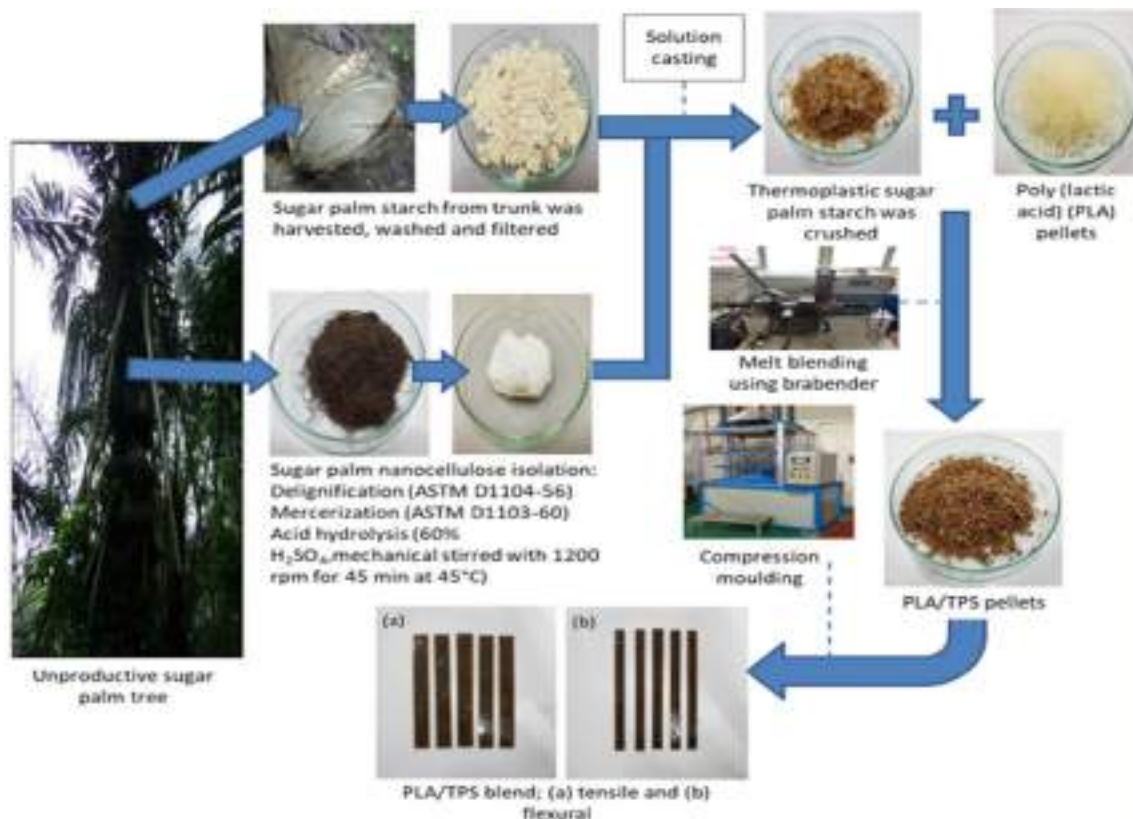 Solution
casting
Sugar palm starch from trunk was
harvested, washed and filtered
Thermoplastic sugar
palm starch was
crushed
Poly (lactic
acid) (PLA)
pellets
Melt blending
using brabender
Sugar palm nanocellulose isolation:
Delignification (ASTM D1104-56)
Mercerization (ASTM D1103-60)
Acid hydrolysis (60%
H₂SO₄,mechanical stirred with 1200
rpm for 45 min at 45°C)
Compression
moulding
PLA/TPS pellets
Unproductive sugar
palm tree
(a)
(b)
PLA/TPS blend; (a) tensile and (b)
flexural